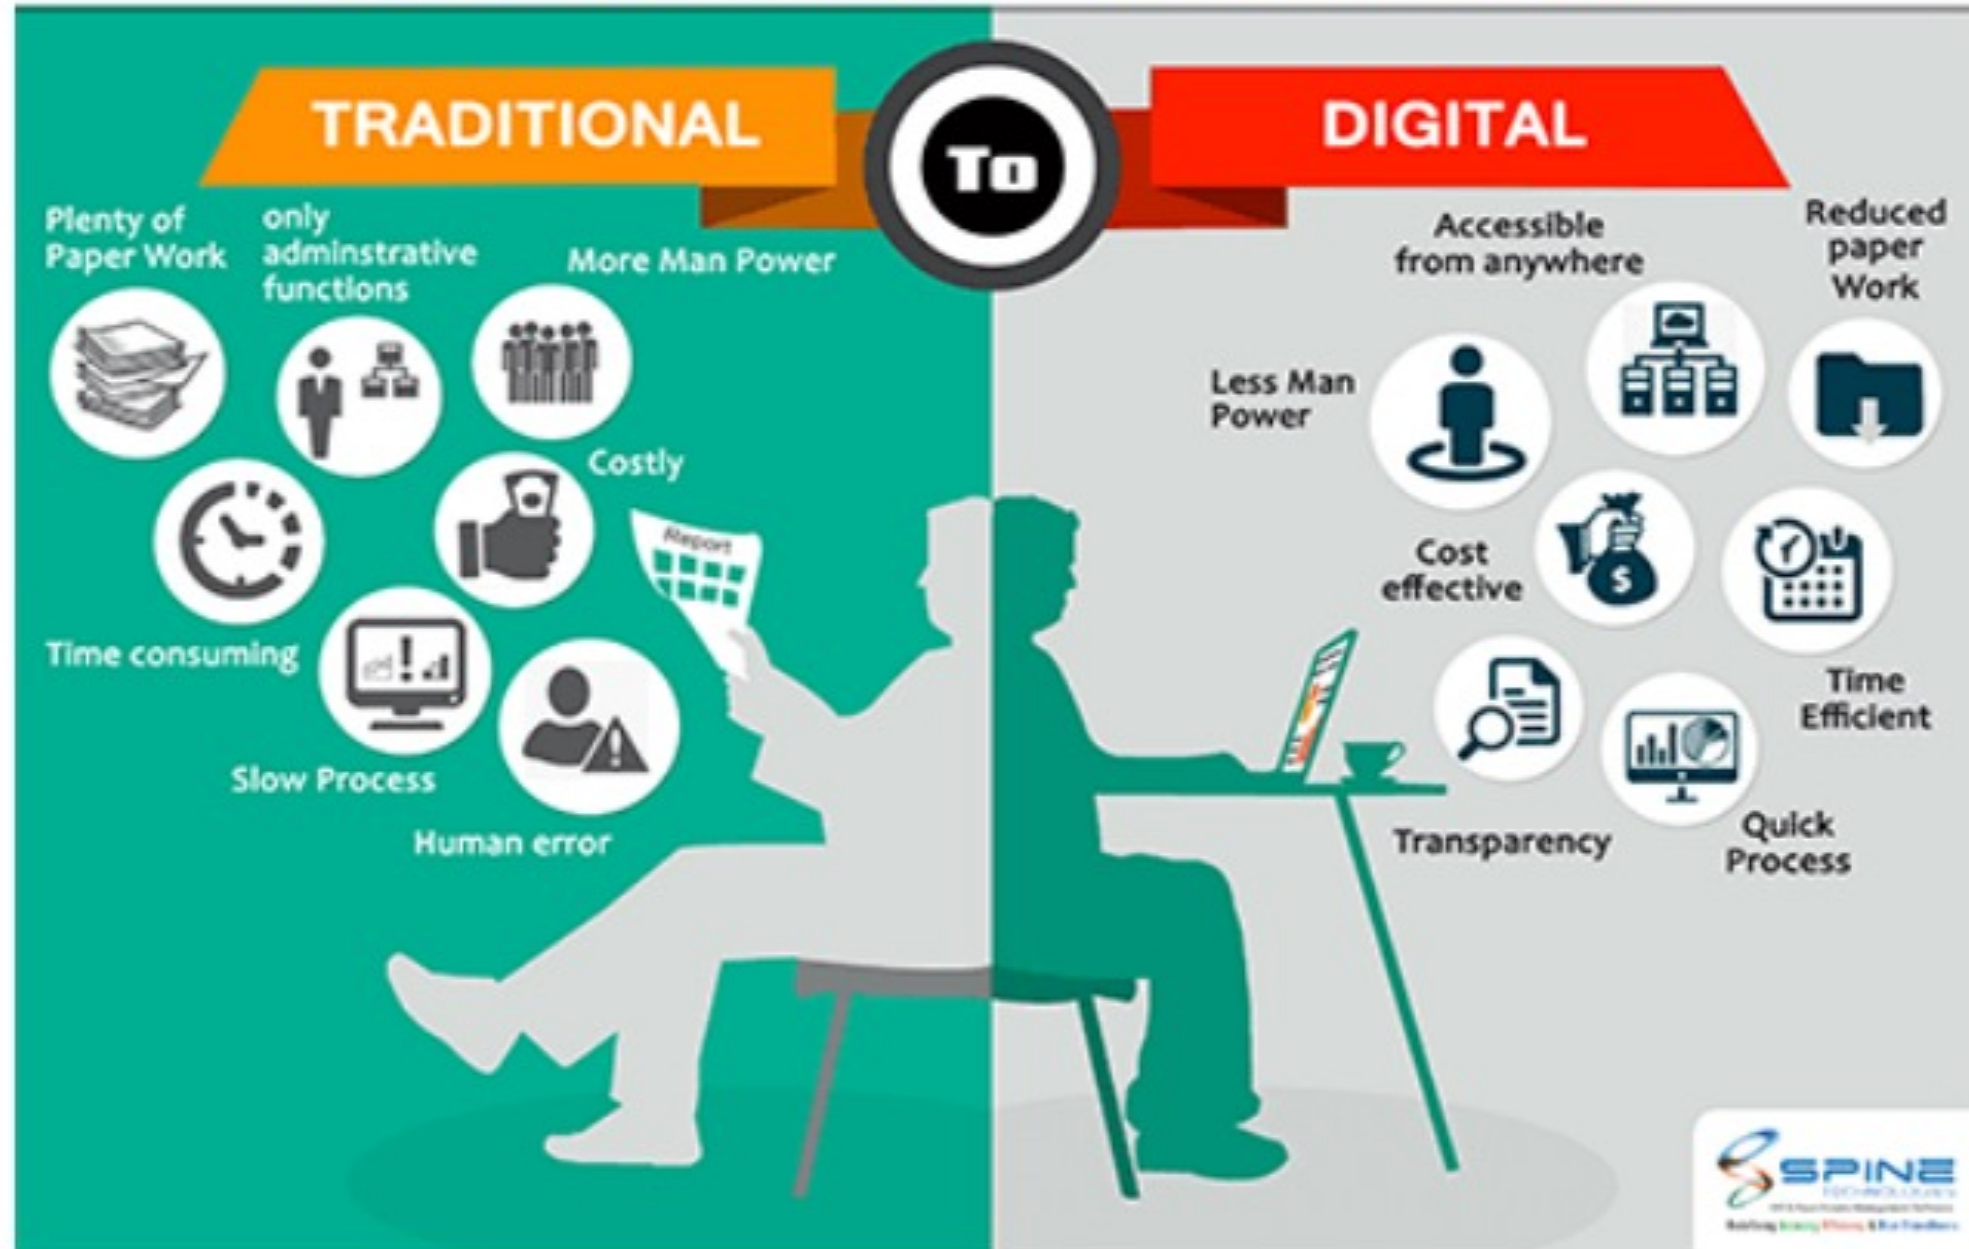 TRADITIONAL
To
DIGITAL
Plenty of
Paper Work
only
adminstrative
functions
More Man Power
Costly
Report
Time consuming
Slow Process
Human error
Accessible
from anywhere
Reduced
paper
Work
Less Man
Power
Cost
effective
$
Time
Efficient
Transparency
Quick
Process
SPINE
TECHNOLOGIES